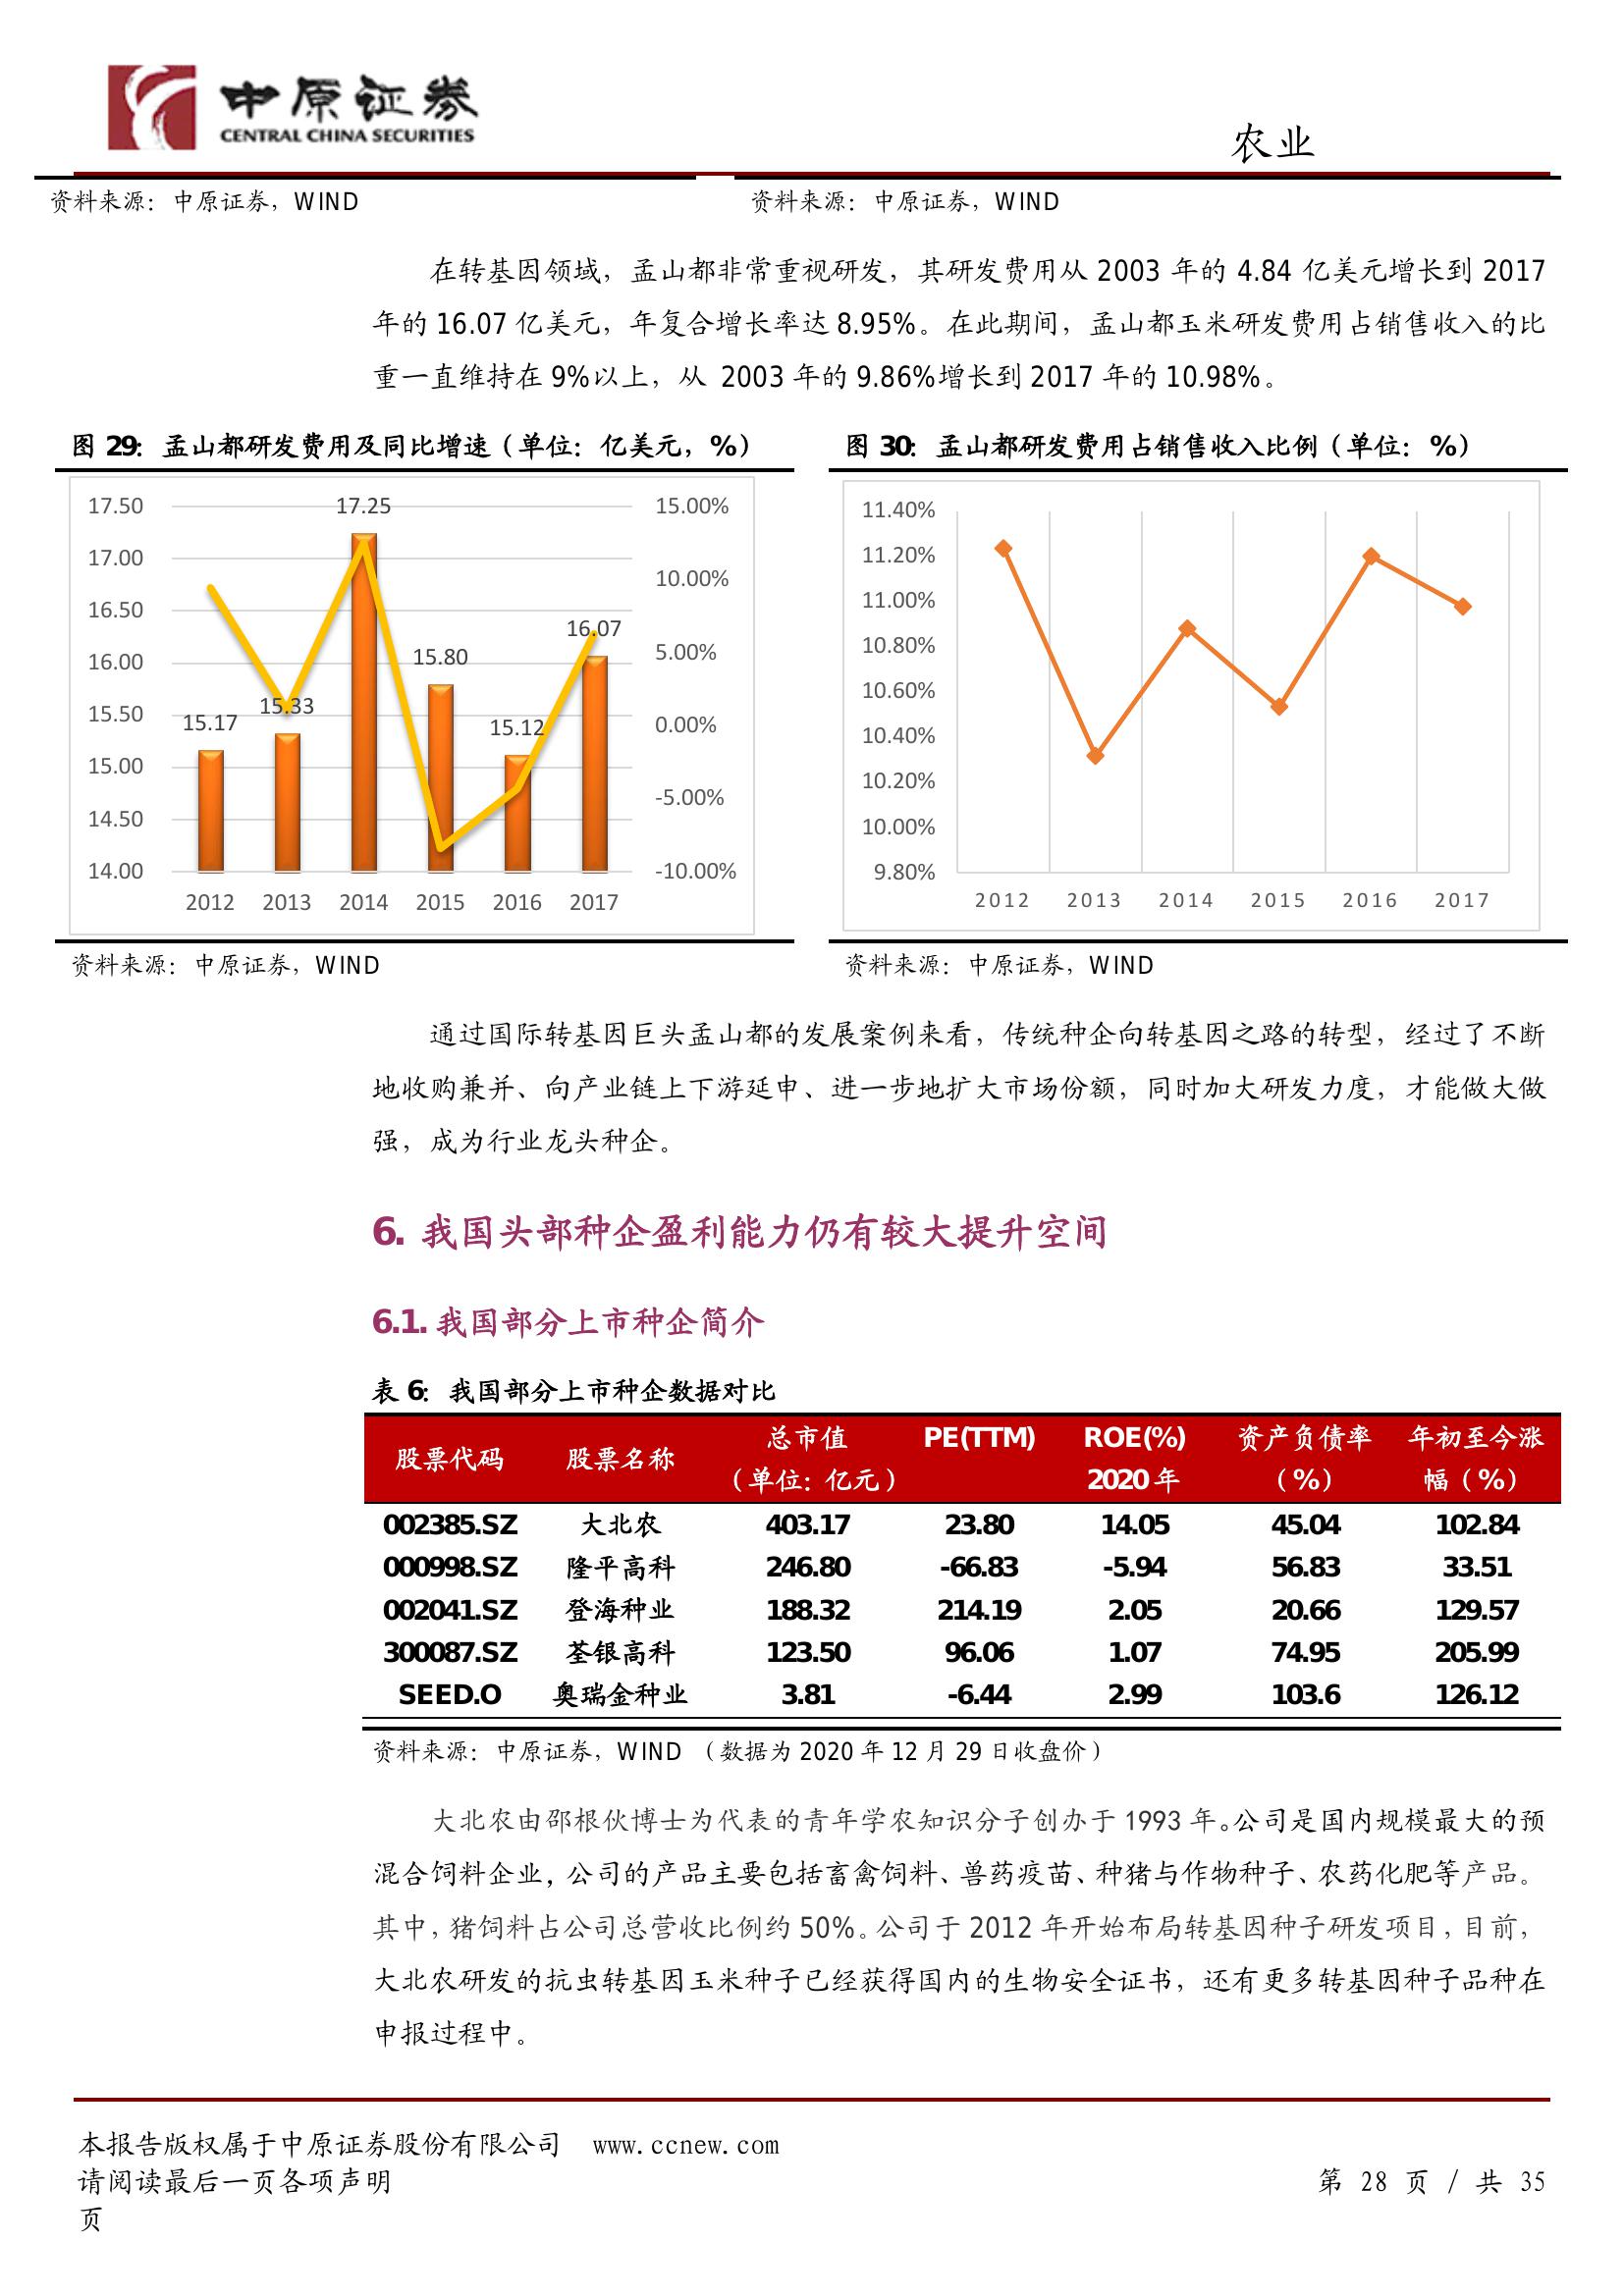 中原证券
CENTRAL CHINA SECURITIES
农业
资料来源：中原证券，WIND
资料来源：中原证券，WIND
在转基因领域，孟山都非常重视研发，其研发费用从 2003 年的 4.84 亿美元增长到 2017
年的 16.07 亿美元，年复合增长率达 8.95%。在此期间，孟山都玉米研发费用占销售收入的比
重一直维持在 9%以上，从 2003 年的 9.86%增长到 2017 年的 10.98%。
图 29：孟山都研发费用及同比增速（单位：亿美元，%）
17.50
17.00
16.50
16.00
15.50
15.00
14.50
14.00
15.17
15.33
17.25
15.80
15.12
16.07
15.00%
10.00%
5.00%
0.00%
-5.00%
-10.00%
2012 2013 2014 2015 2016 2017
资料来源：中原证券，WIND
图 30：孟山都研发费用占销售收入比例（单位：%）
11.40%
11.20%
11.00%
10.80%
10.60%
10.40%
10.20%
10.00%
9.80%
2012 2013 2014 2015 2016 2017
资料来源：中原证券，WIND
通过国际转基因巨头孟山都的发展案例来看，传统种企向转基因之路的转型，经过了不断
地收购兼并、向产业链上下游延申、进一步地扩大市场份额，同时加大研发力度，才能做大做
强，成为行业龙头种企。
6. 我国头部种企盈利能力仍有较大提升空间
6.1. 我国部分上市种企简介
表 6：我国部分上市种企数据对比
股票代码 股票名称 总市值（单位：亿元） PE(TTM) ROE(%) 2020 年 资产负债率（%） 年初至今涨幅（%）
002385.SZ 大北农 403.17 23.80 14.05 45.04 102.84
000998.SZ 隆平高科 246.80 -66.83 -5.94 56.83 33.51
002041.SZ 登海种业 188.32 214.19 2.05 20.66 129.57
300087.SZ 荃银高科 123.50 96.06 1.07 74.95 205.99
SEED.O 奥瑞金种业 3.81 -6.44 2.99 103.6 126.12
资料来源：中原证券，WIND （数据为 2020 年 12 月 29 日收盘价）
大北农由邵根伙博士为代表的青年学农知识分子创办于 1993 年。公司是国内规模最大的预
混合饲料企业，公司的产品主要包括畜禽饲料、兽药疫苗、种猪与作物种子、农药化肥等产品。
其中，猪饲料占公司总营收比例约 50%。公司于 2012 年开始布局转基因种子研发项目，目前，
大北农研发的抗虫转基因玉米种子已经获得国内的生物安全证书，还有更多转基因种子品种在
申报过程中。
本报告版权属于中原证券股份有限公司 www.ccnew.com
请阅读最后一页各项声明 第 28 页 / 共 35
页